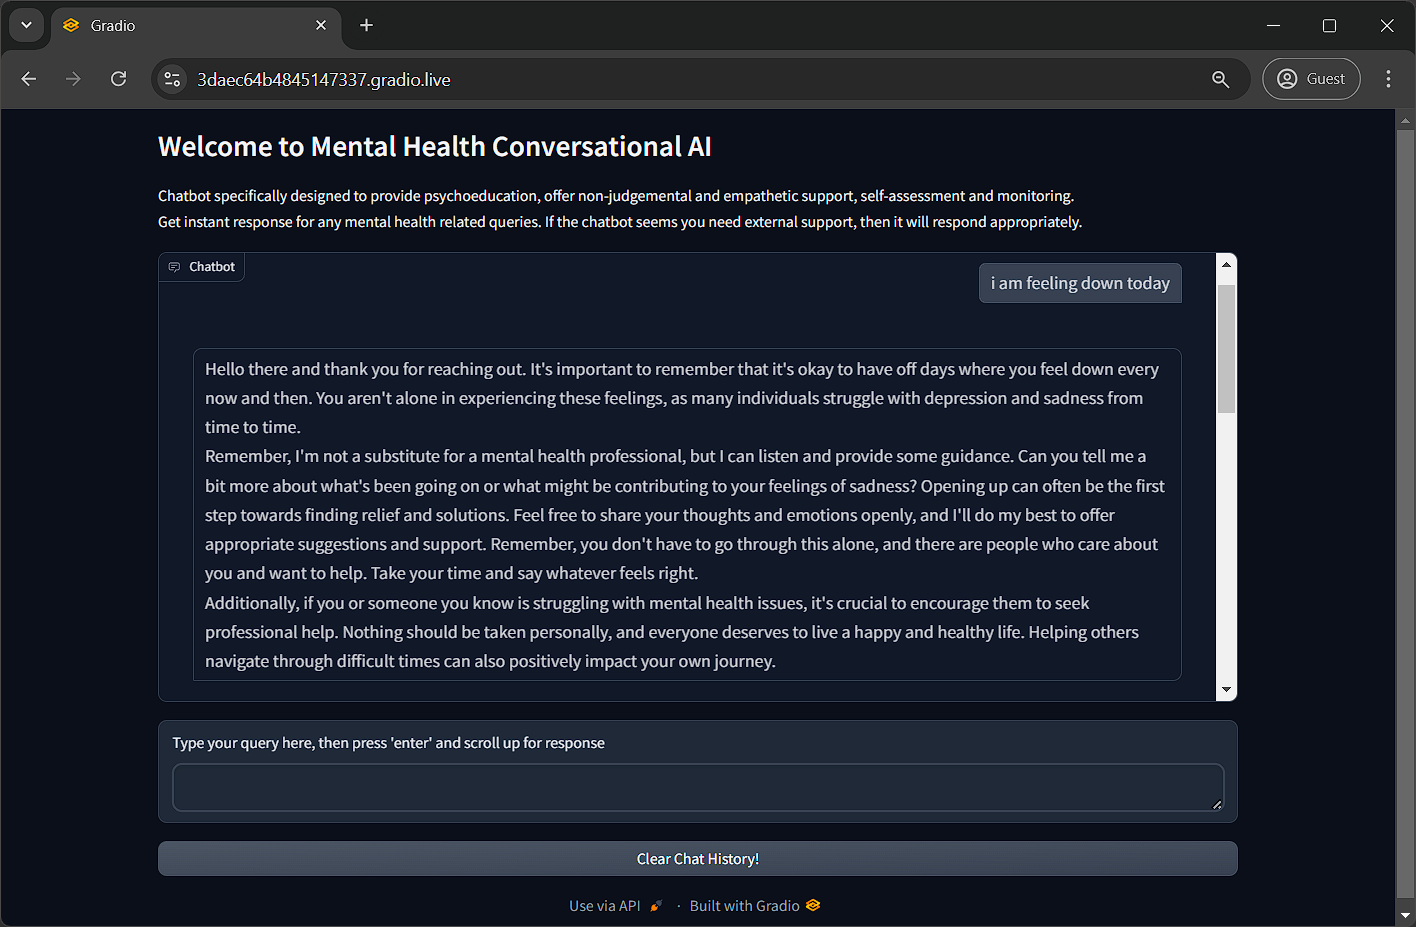 Gradio
3daec64b4845147337.gradio.live
Guest
Welcome to Mental Health Conversational AI
Chatbot specifically designed to provide psychoeducation, offer non-judgemental and empathetic support, self-assessment and monitoring.
Get instant response for any mental health related queries. If the chatbot seems you need external support, then it will respond appropriately.
Chatbot
i am feeling down today
Hello there and thank you for reaching out. It's important to remember that it's okay to have off days where you feel down every
now and then. You aren't alone in experiencing these feelings, as many individuals struggle with depression and sadness from
time to time.
Remember, I'm not a substitute for a mental health professional, but I can listen and provide some guidance. Can you tell me a
bit more about what's been going on or what might be contributing to your feelings of sadness? Opening up can often be the first
step towards finding relief and solutions. Feel free to share your thoughts and emotions openly, and I'll do my best to offer
appropriate suggestions and support. Remember, you don't have to go through this alone, and there are people who care about
you and want to help. Take your time and say whatever feels right.
Additionally, if you or someone you know is struggling with mental health issues, it's crucial to encourage them to seek
professional help. Nothing should be taken personally, and everyone deserves to live a happy and healthy life. Helping others
navigate through difficult times can also positively impact your own journey.
Type your query here, then press 'enter' and scroll up for response
Clear Chat History!
Use via API · Built with Gradio